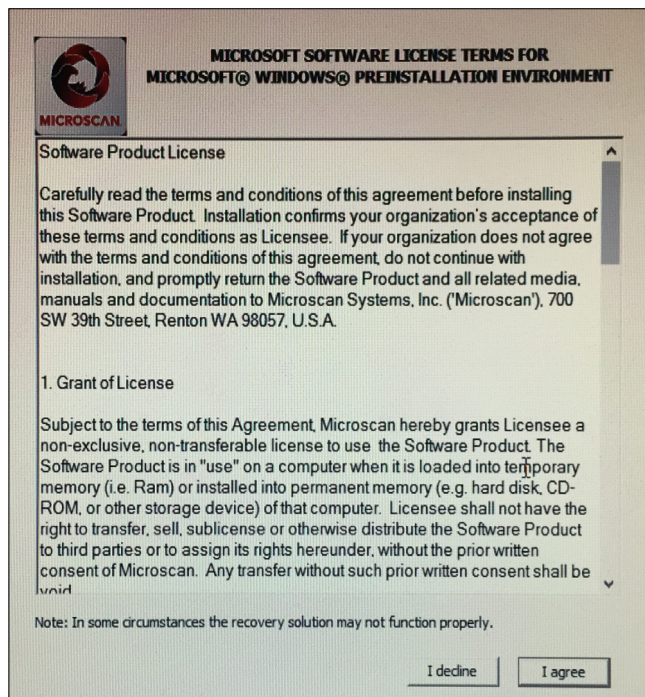 MICROSOFT SOFTWARE LICENSE TERMS FOR
MICROSOFT® WINDOWS® PREINSTALLATION ENVIRONMENT
MICROSCAN
Software Product License
Carefully read the terms and conditions of this agreement before installing
this Software Product. Installation confirms your organization's acceptance of
these terms and conditions as Licensee. If your organization does not agree
with the terms and conditions of this agreement, do not continue with
installation, and promptly return the Software Product and all related media,
manuals and documentation to Microscan Systems, Inc. ('Microscan'), 700
SW 39th Street, Renton WA 98057, U.S.A.
1. Grant of License
Subject to the terms of this Agreement, Microscan hereby grants Licensee a
non-exclusive, non-transferable license to use the Software Product. The
Software Product is in "use" on a computer when it is loaded into temporary
memory (i.e. Ram) or installed into permanent memory (e.g. hard disk, CD-
ROM, or other storage device) of that computer. Licensee shall not have the
right to transfer, sell, sublicense or otherwise distribute the Software Product
to third parties or to assign its rights hereunder, without the prior written
consent of Microscan. Any transfer without such prior written consent shall be
void
Note: In some circumstances the recovery solution may not function properly.
I decline
I agree